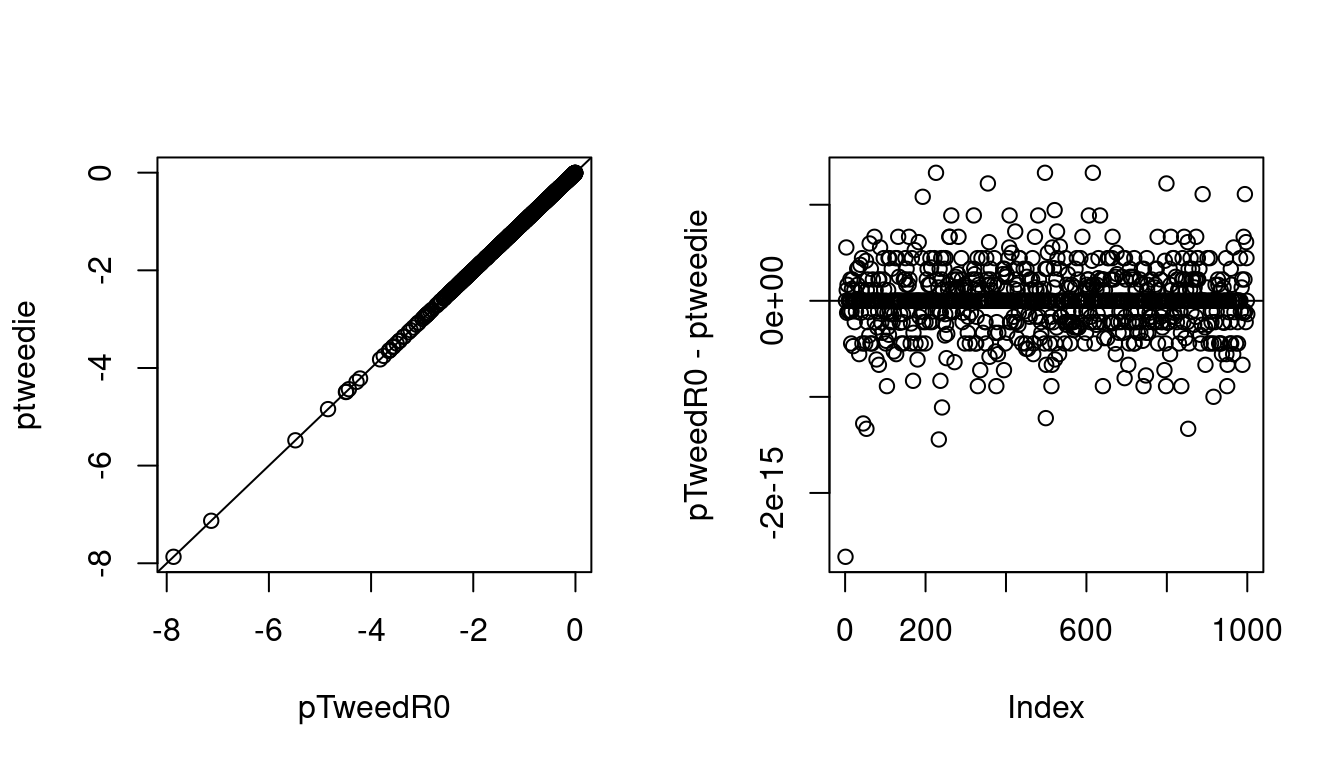 ptweedie
0
-2
-4
-6
-8
-8 -6 -4 -2 0
pTweedR0
pTweedR0 - ptweedie
0e+00
-2e-15
0 200 600 1000
Index